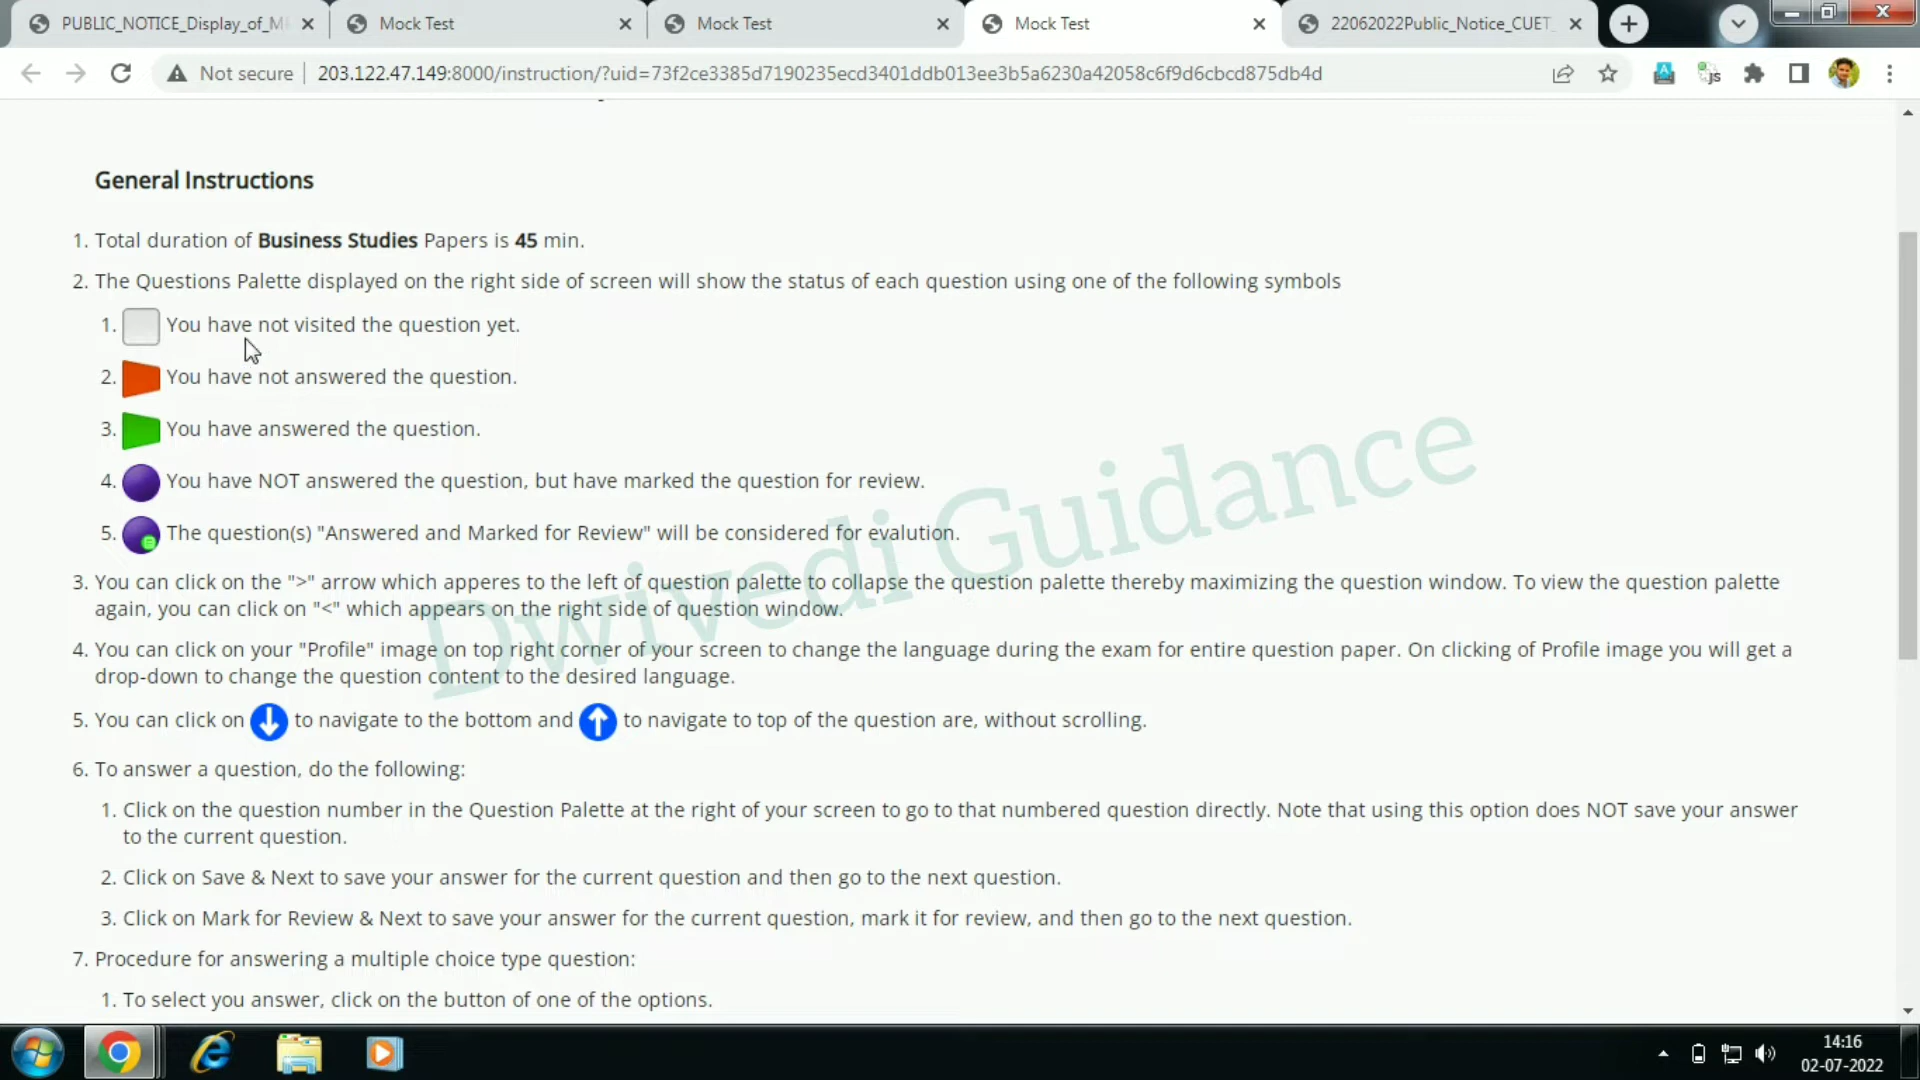 PUBLIC_NOTICE_Display_of_M
Mock Test
Mock Test
Mock Test
22062022Public_Notice_CUET_
Not secure
203.122.47.149:8000/instruction/?uid=73f2ce3385d7190235ecd3401ddb013ee3b5a6230a42058c6f9d6cbcd875db4d
General Instructions
1. Total duration of Business Studies Papers is 45 min.
2. The Questions Palette displayed on the right side of screen will show the status of each question using one of the following symbols
1. You have not visited the question yet.
2. You have not answered the question.
3. You have answered the question.
4. You have NOT answered the question, but have marked the question for review.
5. The question(s) "Answered and Marked for Review" will be considered for evalution.
Dwivedi Guidance
3. You can click on the ">" arrow which apperes to the left of question palette to collapse the question palette thereby maximizing the question window. To view the question palette
again, you can click on "<" which appears on the right side of question window.
4. You can click on your "Profile" image on top right corner of your screen to change the language during the exam for entire question paper. On clicking of Profile image you will get a
drop-down to change the question content to the desired language.
5. You can click on to navigate to the bottom and to navigate to top of the question are, without scrolling.
6. To answer a question, do the following:
1. Click on the question number in the Question Palette at the right of your screen to go to that numbered question directly. Note that using this option does NOT save your answer
to the current question.
2. Click on Save & Next to save your answer for the current question and then go to the next question.
3. Click on Mark for Review & Next to save your answer for the current question, mark it for review, and then go to the next question.
7. Procedure for answering a multiple choice type question:
1. To select you answer, click on the button of one of the options.
14:16
02-07-2022